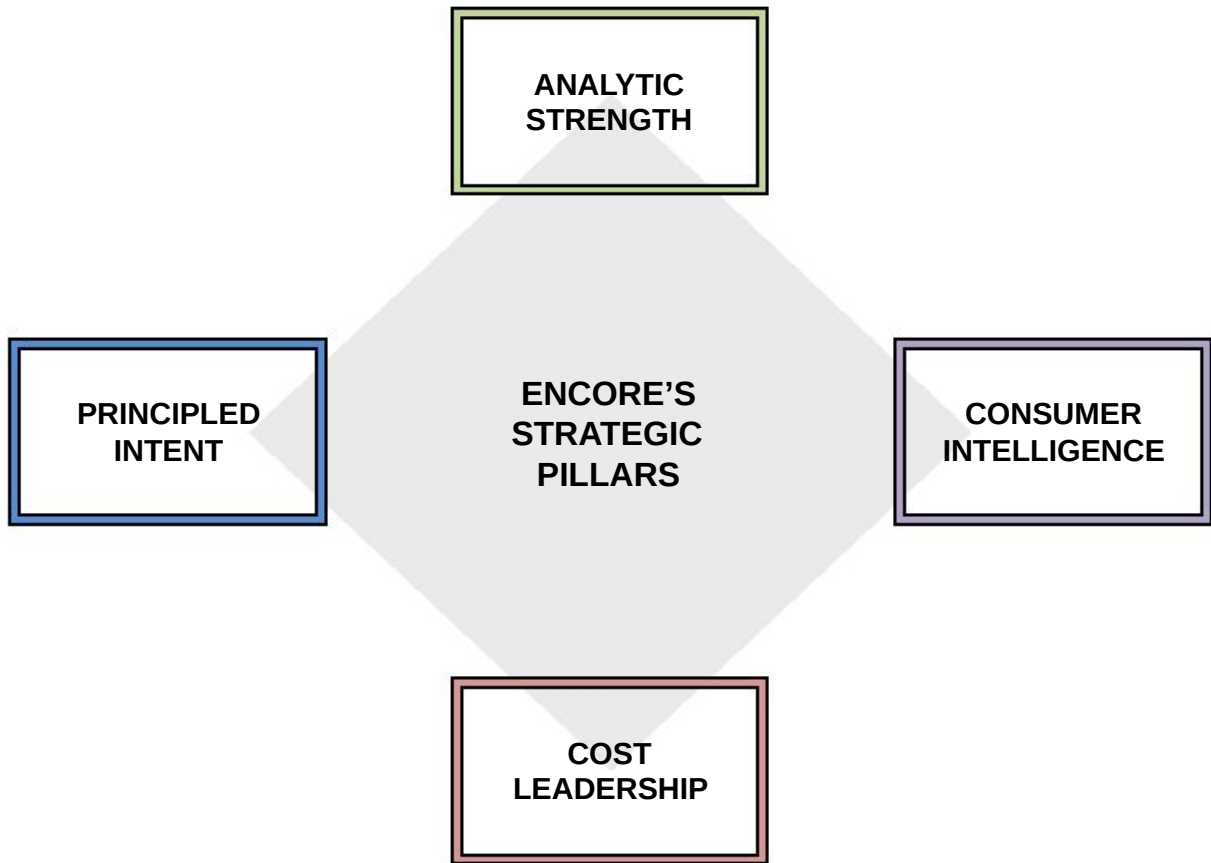 ANALYTIC
STRENGTH
PRINCIPLED
INTENT
ENCORE’S
STRATEGIC
PILLARS
CONSUMER
INTELLIGENCE
COST
LEADERSHIP